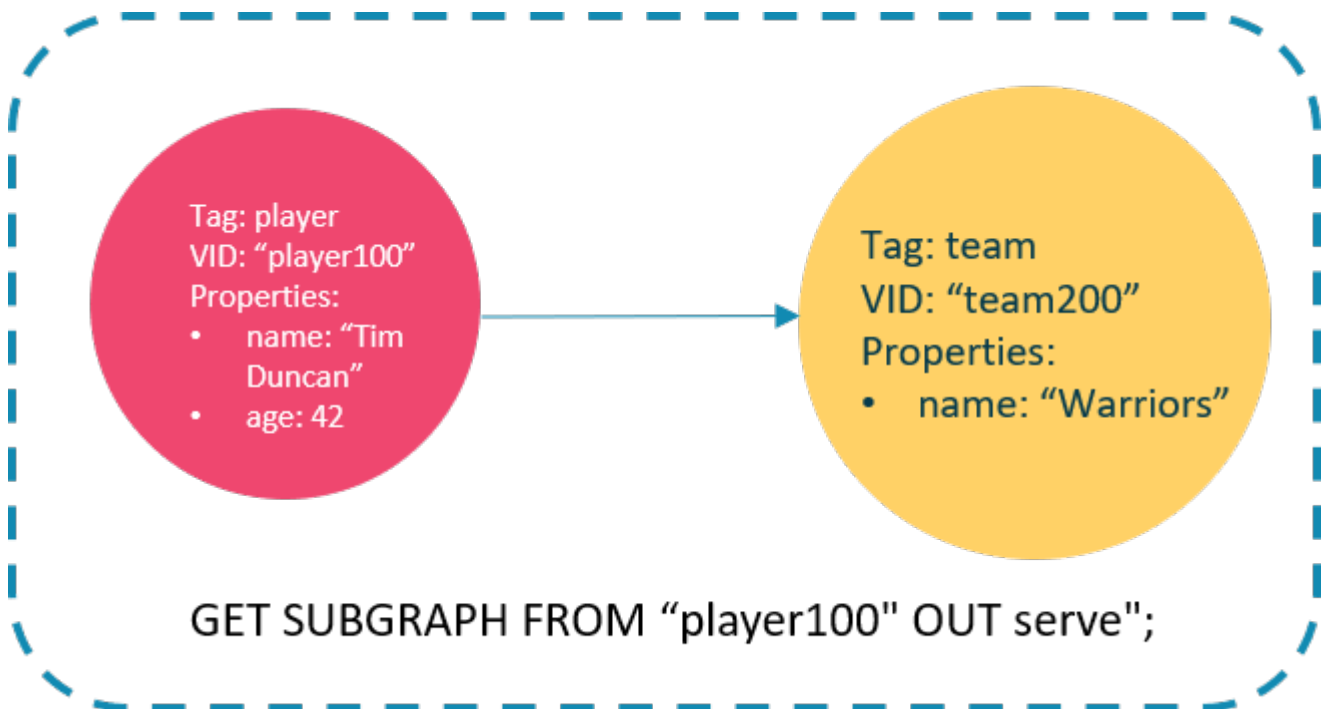 Tag: player
VID: “player100”
Properties:
• name: “Tim
Duncan”
• age: 42
Tag: team
VID: “team200”
Properties:
• name: “Warriors”
GET SUBGRAPH FROM “player100" OUT serve";